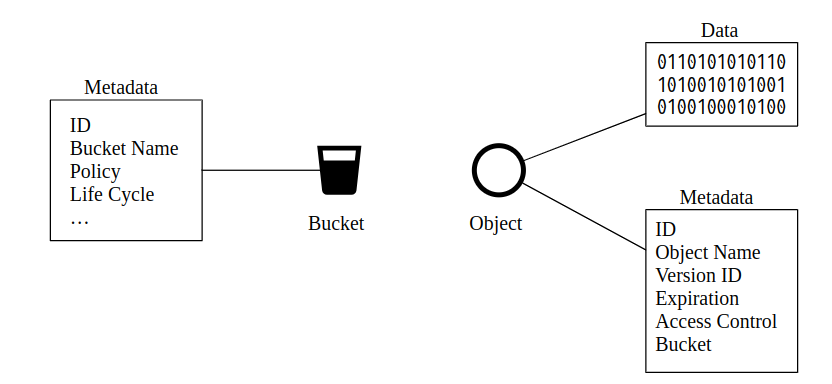 Metadata
ID
Bucket Name
Policy
Life Cycle
…
Bucket
Object
Data
0110101010110
1010010101001
0100100010100
Metadata
ID
Object Name
Version ID
Expiration
Access Control
Bucket